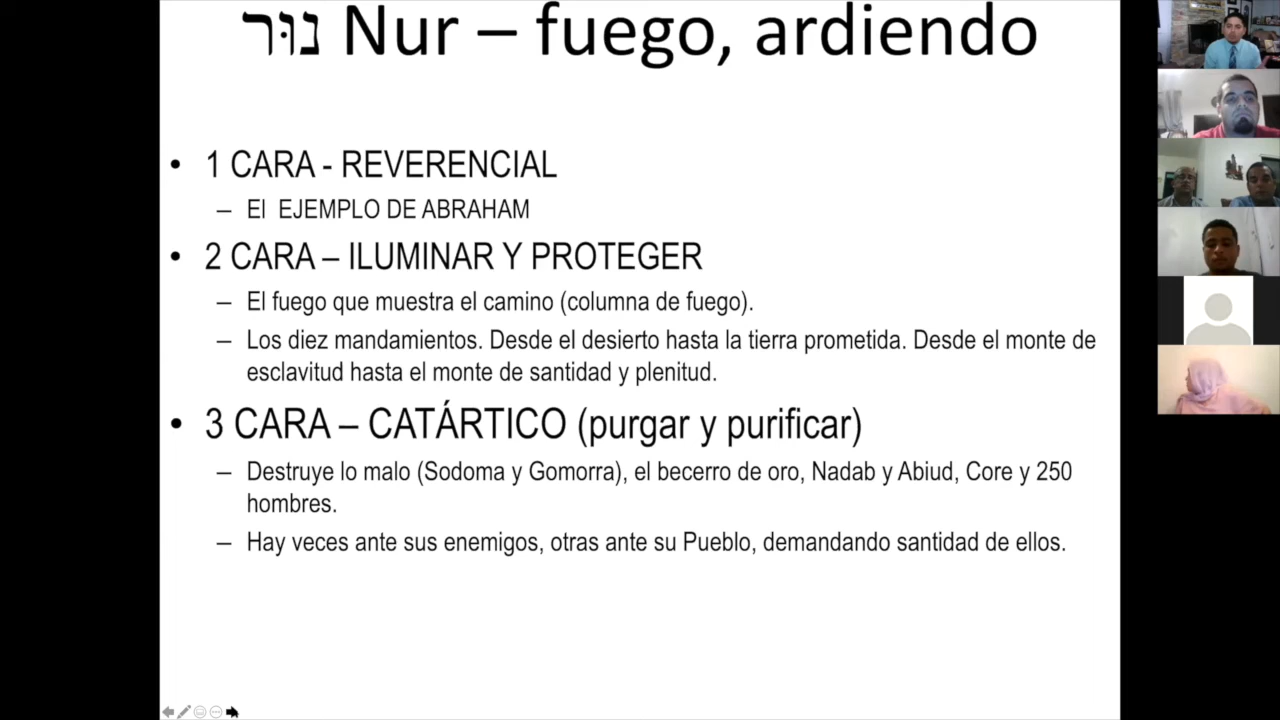 נוּר Nur – fuego, ardiendo
• 1 CARA - REVERENCIAL
– El EJEMPLO DE ABRAHAM
• 2 CARA – ILUMINAR Y PROTEGER
– El fuego que muestra el camino (columna de fuego).
– Los diez mandamientos. Desde el desierto hasta la tierra prometida. Desde el monte de
esclavitud hasta el monte de santidad y plenitud.
• 3 CARA – CATÁRTICO (purgar y purificar)
– Destruye lo malo (Sodoma y Gomorra), el becerro de oro, Nadab y Abiud, Core y 250
hombres.
– Hay veces ante sus enemigos, otras ante su Pueblo, demandando santidad de ellos.